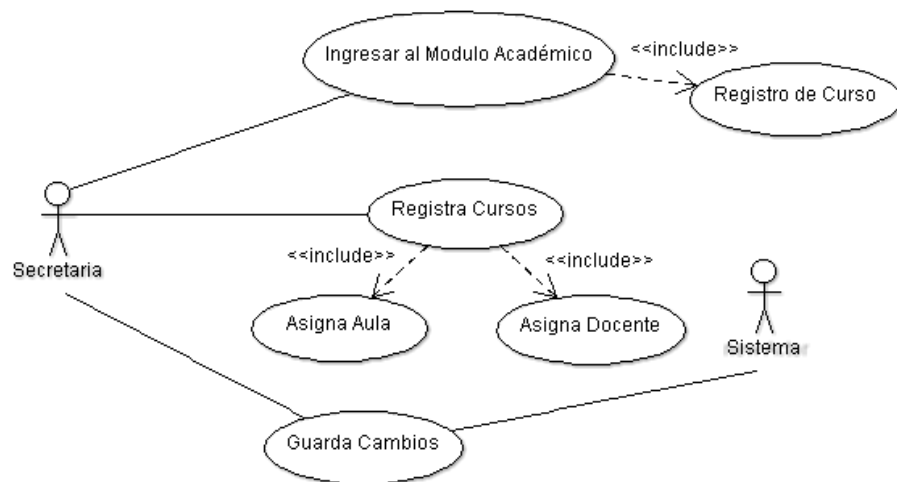 Ingresar al Modulo Académico
<<include>>
Registro de Curso
Registra Cursos
Secretaria
<<include>>
<<include>>
Asigna Aula
Asigna Docente
Sistema
Guarda Cambios